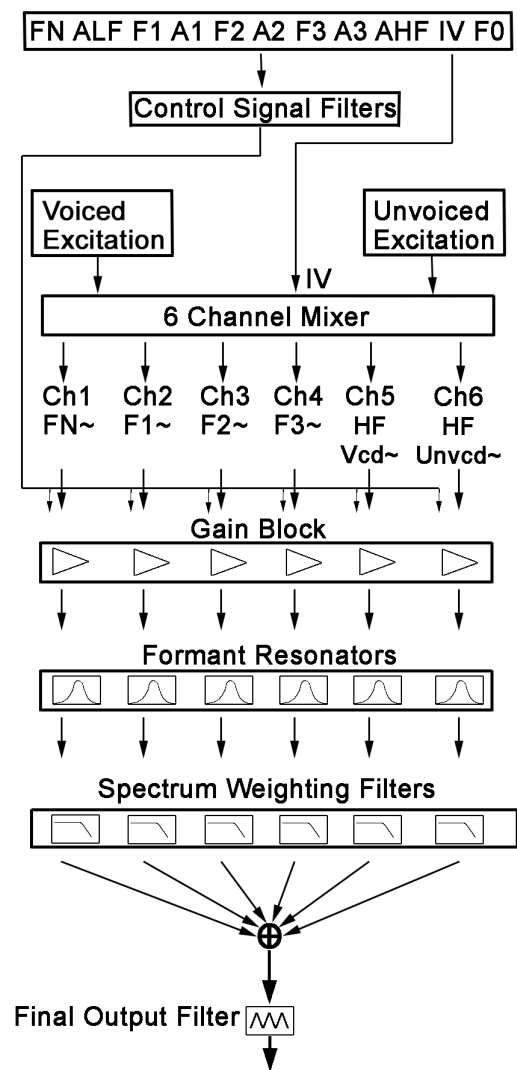 FN ALF F1 A1 F2 A2 F3 A3 AHF IV F0
Control Signal Filters
Voiced
Excitation
Unvoiced
Excitation
IV
6 Channel Mixer
Ch1
FN~
Ch2
F1~
Ch3
F2~
Ch4
F3~
Ch5
HF
Vcd~
Ch6
HF
Unvcd~
Gain Block
Formant Resonators
Spectrum Weighting Filters
Final Output Filter